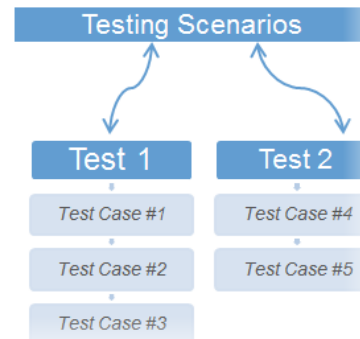 Testing Scenarios
Test 1
Test Case #1
Test Case #2
Test Case #3
Test 2
Test Case #4
Test Case #5